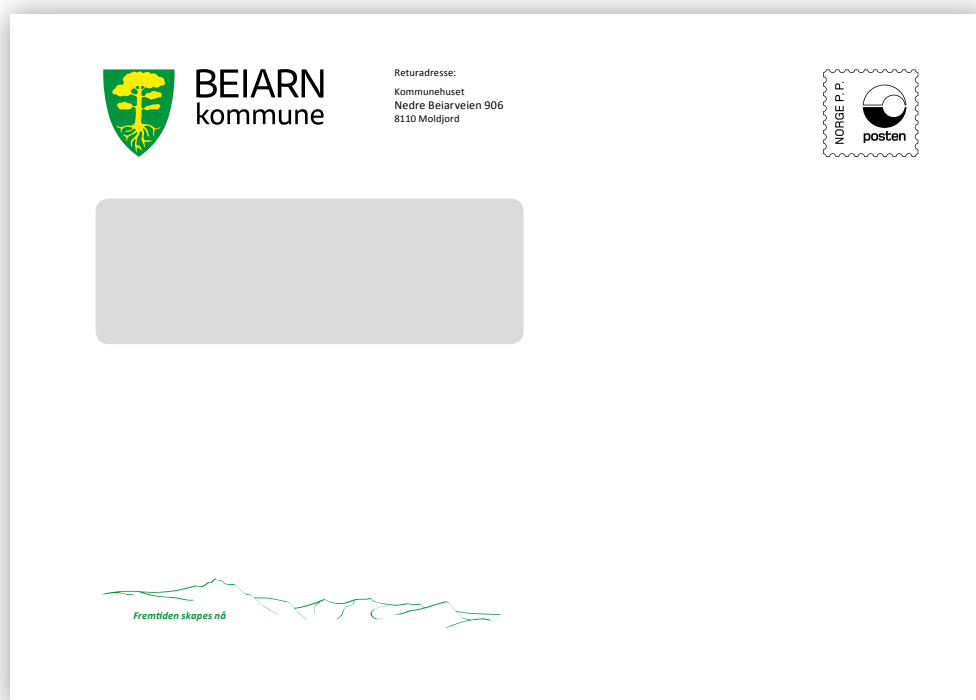 BEIARN
kommune
Returadresse:
Kommunehuset
Nedre Beiarveien 906
8110 Moldjord
NORGE P.P.
posten
Fremtiden skapes nå